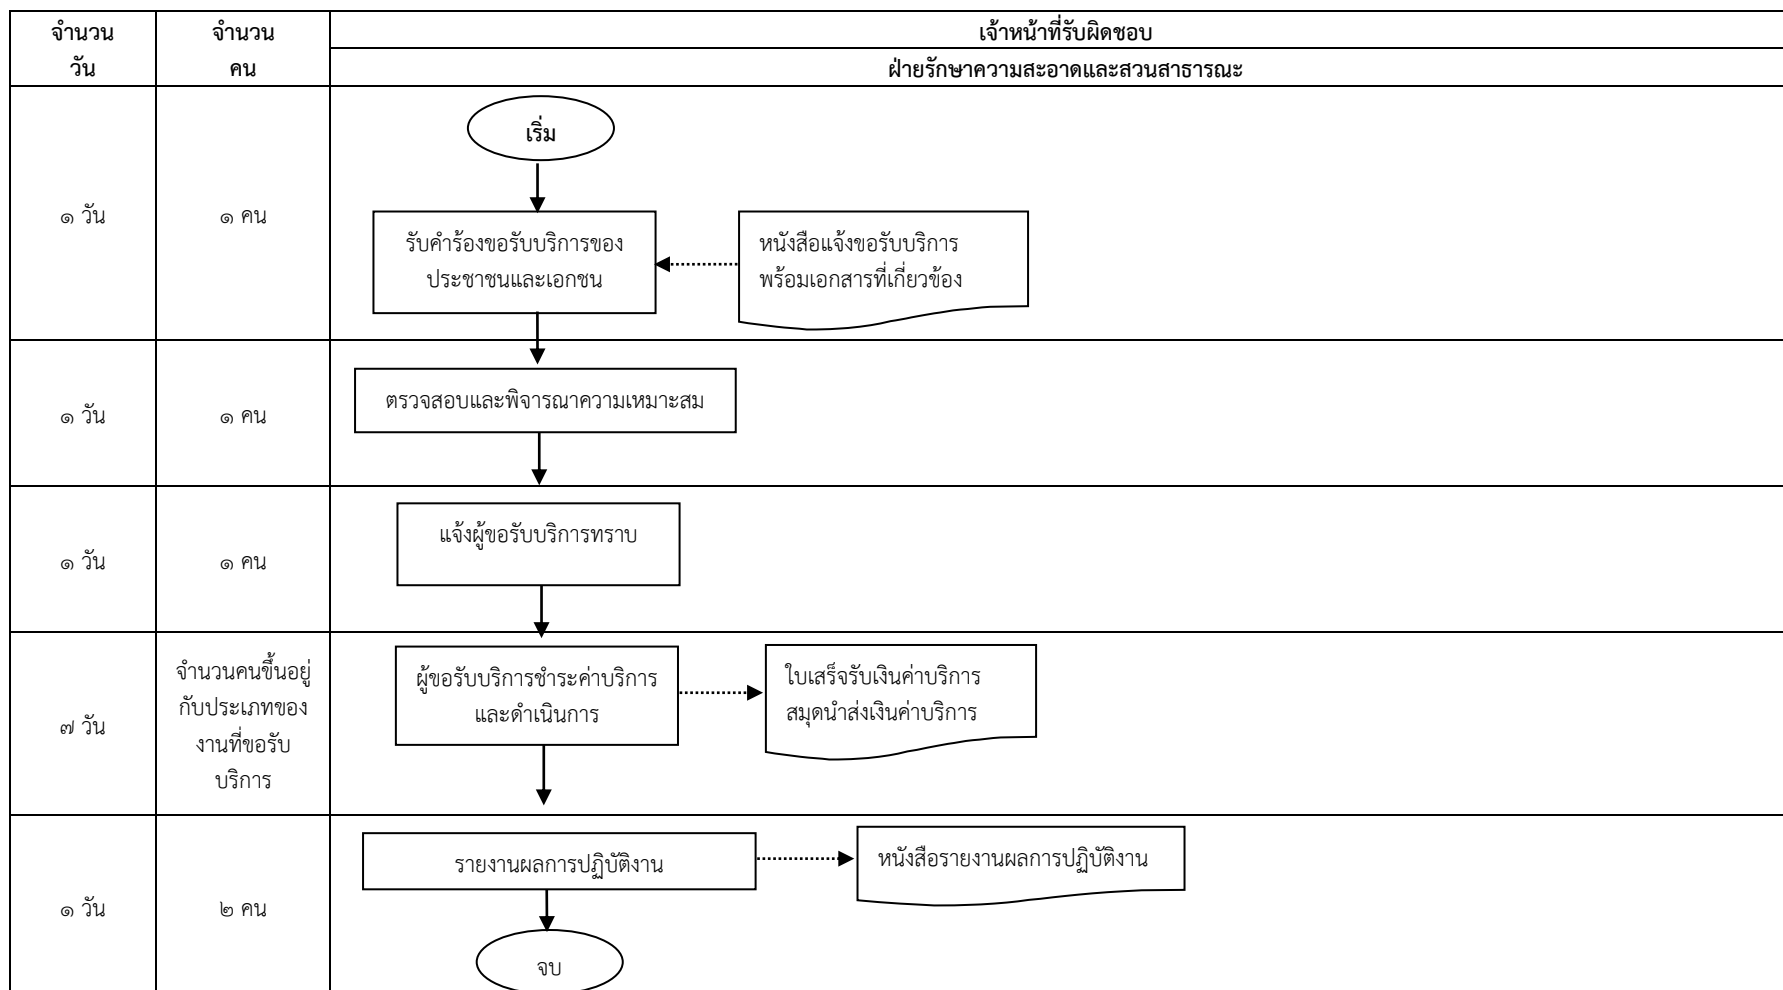 จำนวน
วัน
จำนวน
คน
เจ้าหน้าที่รับผิดชอบ
ฝ่ายรักษาความสะอาดและสวนสาธารณะ
เริ่ม
๑ วัน
๑ คน
รับคำร้องขอรับบริการของ
ประชาชนและเอกชน
หนังสือแจ้งขอรับบริการ
พร้อมเอกสารที่เกี่ยวข้อง
๑ วัน
๑ คน
ตรวจสอบและพิจารณาความเหมาะสม
๑ วัน
๑ คน
แจ้งผู้ขอรับบริการทราบ
๗ วัน
จำนวนคนขึ้นอยู่
กับประเภทของ
งานที่ขอรับ
บริการ
ผู้ขอรับบริการชำระค่าบริการ
และดำเนินการ
ใบเสร็จรับเงินค่าบริการ
สมุดนำส่งเงินค่าบริการ
๑ วัน
๒ คน
รายงานผลการปฏิบัติงาน
หนังสือรายงานผลการปฏิบัติงาน
จบ